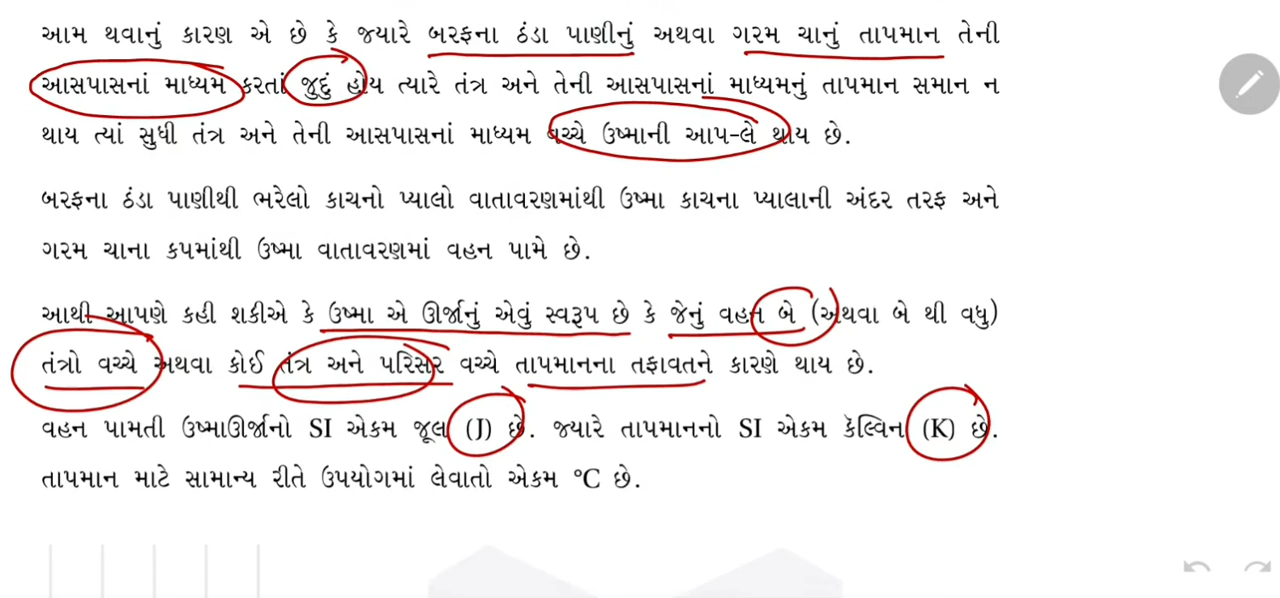 આમ થવાનું કારણ એ છે કે જ્યારે બરફના ઠંડા પાણીનું અથવા ગરમ ચાનું તાપમાન તેની
આસપાસનાં માધ્યમ કરતાં જુદું હોય ત્યારે તંત્ર અને તેની આસપાસનાં માધ્યમનું તાપમાન સમાન ન
થાય ત્યાં સુધી તંત્ર અને તેની આસપાસનાં માધ્યમ વચ્ચે ઉષ્માની આપ-લે થાય છે.
બરફના ઠંડા પાણીથી ભરેલો કાચનો પ્યાલો વાતાવરણમાંથી ઉષ્મા કાચના પ્યાલાની અંદર તરફ અને
ગરમ ચાના કપમાંથી ઉષ્મા વાતાવરણમાં વહન પામે છે.
આથી આપણે કહી શકીએ કે ઉષ્મા એ ઊર્જાનું એવું સ્વરૂપ છે કે જેનું વહન બે (અથવા બે થી વધુ)
તંત્રો વચ્ચે અથવા કોઈ તંત્ર અને પરિસર વચ્ચે તાપમાનના તફાવતને કારણે થાય છે.
વહન પામતી ઉષ્માઊર્જાનો SI એકમ જૂલ (J) છે. જ્યારે તાપમાનનો SI એકમ કૅલ્વિન (K) છે.
તાપમાન માટે સામાન્ય રીતે ઉપયોગમાં લેવાતો એકમ °C છે.